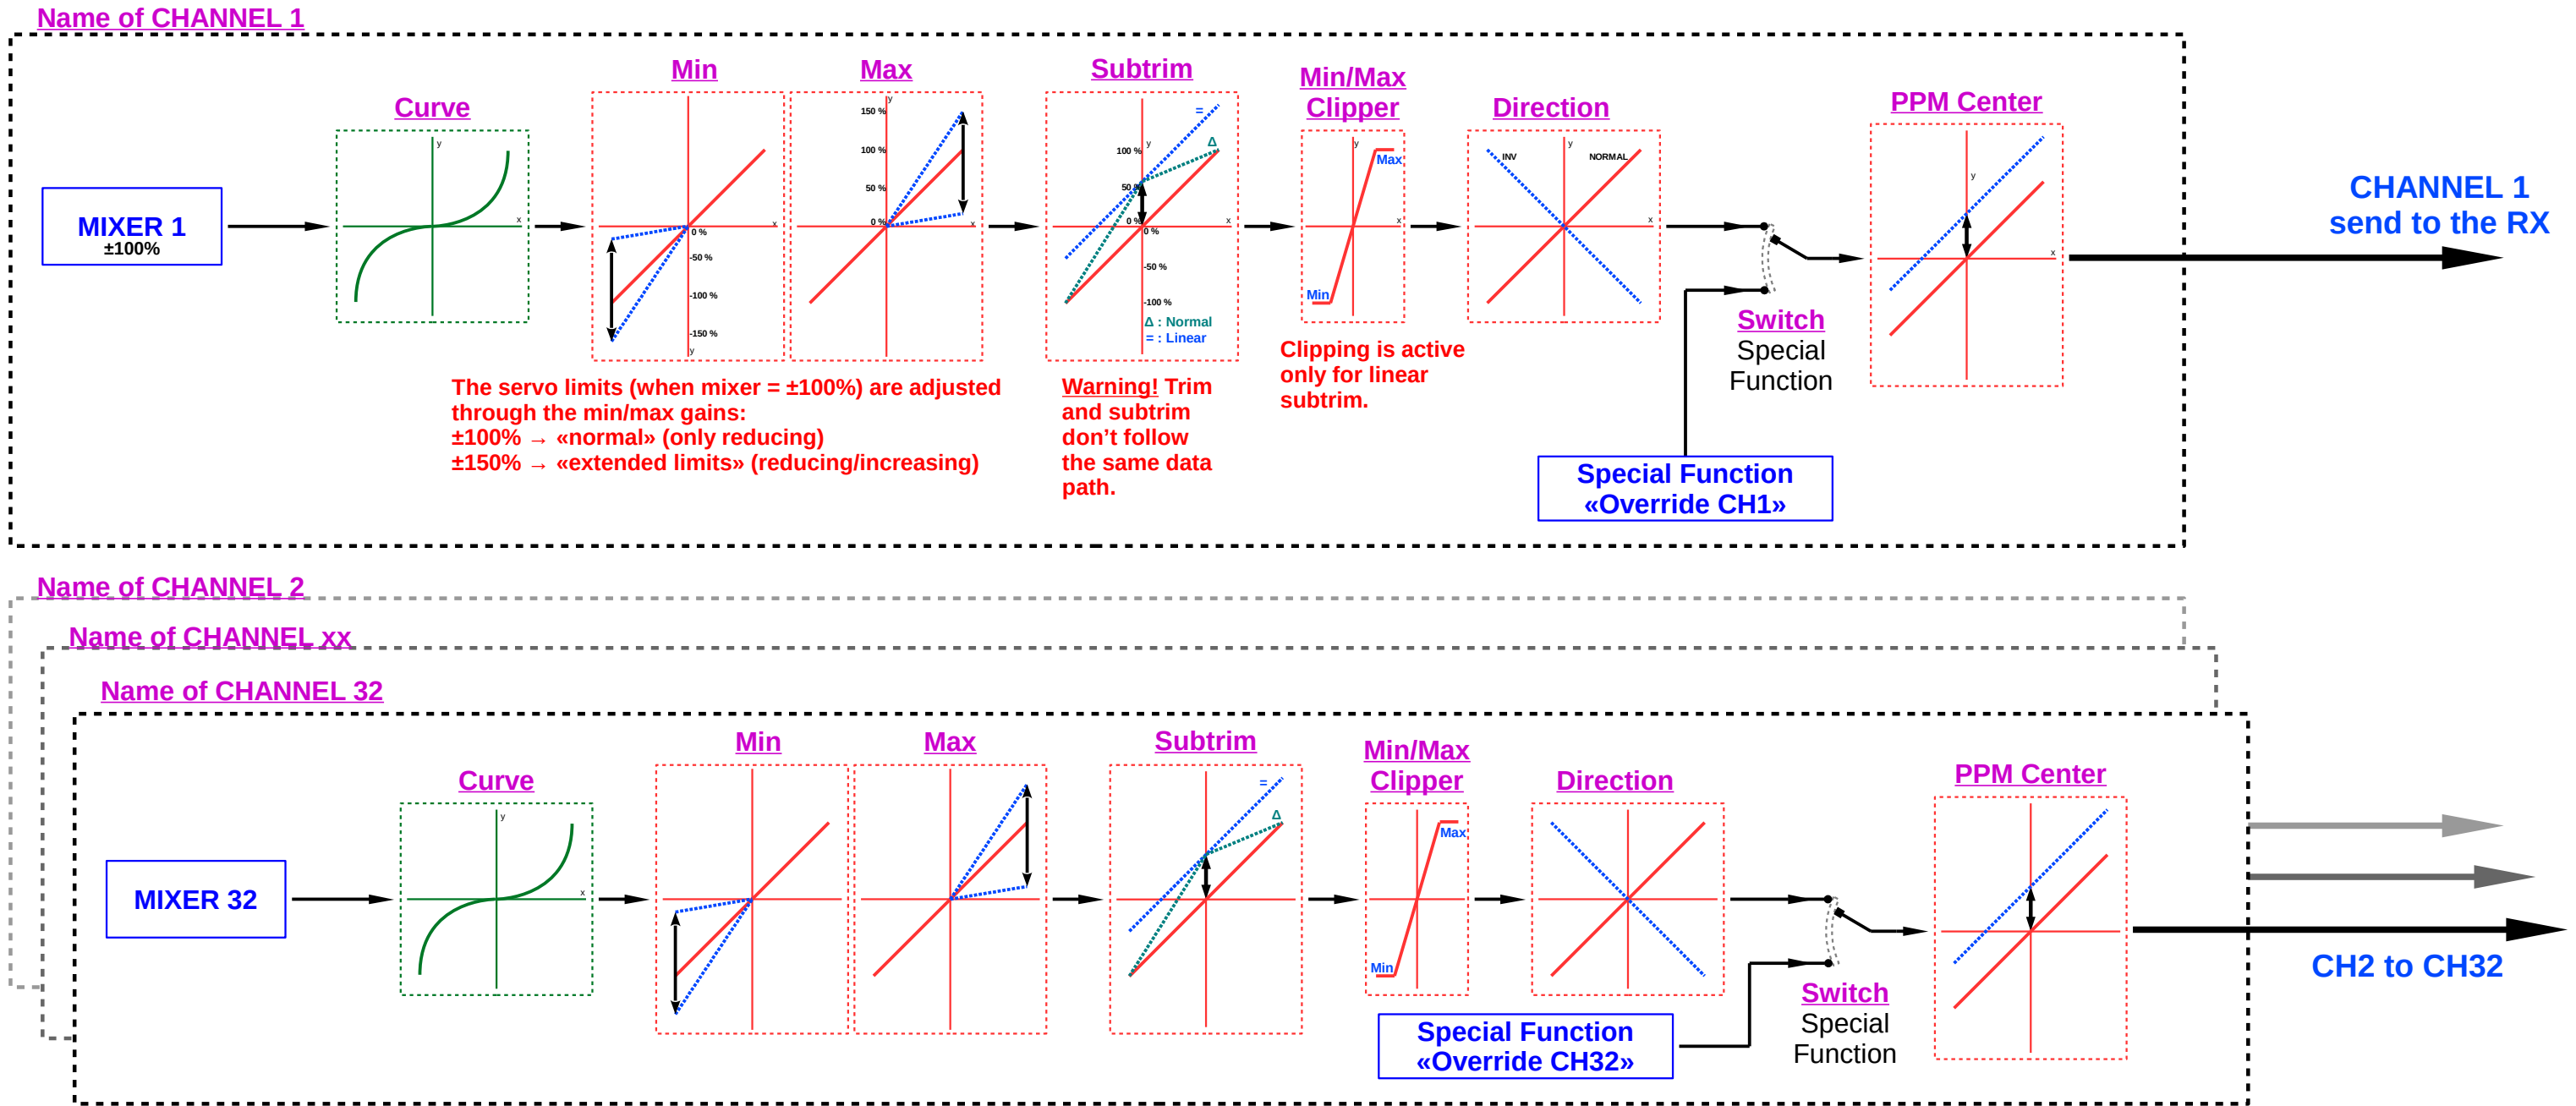 Name of CHANNEL 1
Min
Max
Subtrim
Min/Max
Clipper
Curve
Direction
PPM Center
MIXER 1
±100%
y
x
x
0 %
-50 %
-100 %
-150 %
y
y
150 %
100 %
50 %
0 %
x
=
Δ
y
100 %
50 %
0 %
x
0 %
-50 %
-100 %
Δ : Normal
= : Linear
y
Max
x
Min
INV
y
NORMAL
x
y
x
CHANNEL 1
send to the RX
Switch
Special
Function
The servo limits (when mixer = ±100%) are adjusted
through the min/max gains:
±100% → «normal» (only reducing)
±150% → «extended limits» (reducing/increasing)
Warning! Trim
and subtrim
don’t follow
the same data
path.
Clipping is active
only for linear
subtrim.
Special Function
«Override CH1»
Name of CHANNEL 2
Name of CHANNEL xx
Name of CHANNEL 32
Min
Max
Subtrim
Min/Max
Clipper
Curve
Direction
PPM Center
MIXER 32
y
x
=
Δ
Max
Min
Switch
Special
Function
Special Function
«Override CH32»
CH2 to CH32